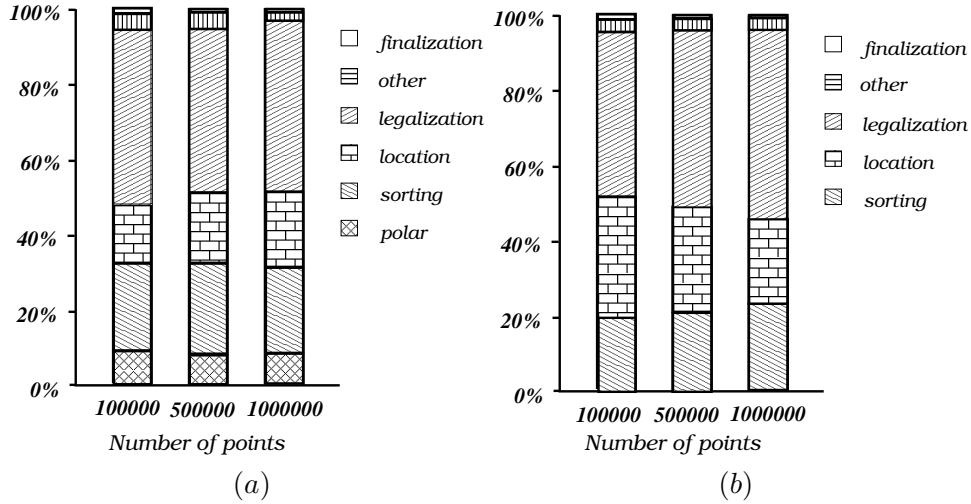 100%
80%
60%
40%
20%
0%
100000 500000 1000000
Number of points
finalization
other
legalization
location
sorting
polar
(a)
100%
80%
60%
40%
20%
0%
100000 500000 1000000
Number of points
finalization
other
legalization
location
sorting
(b)